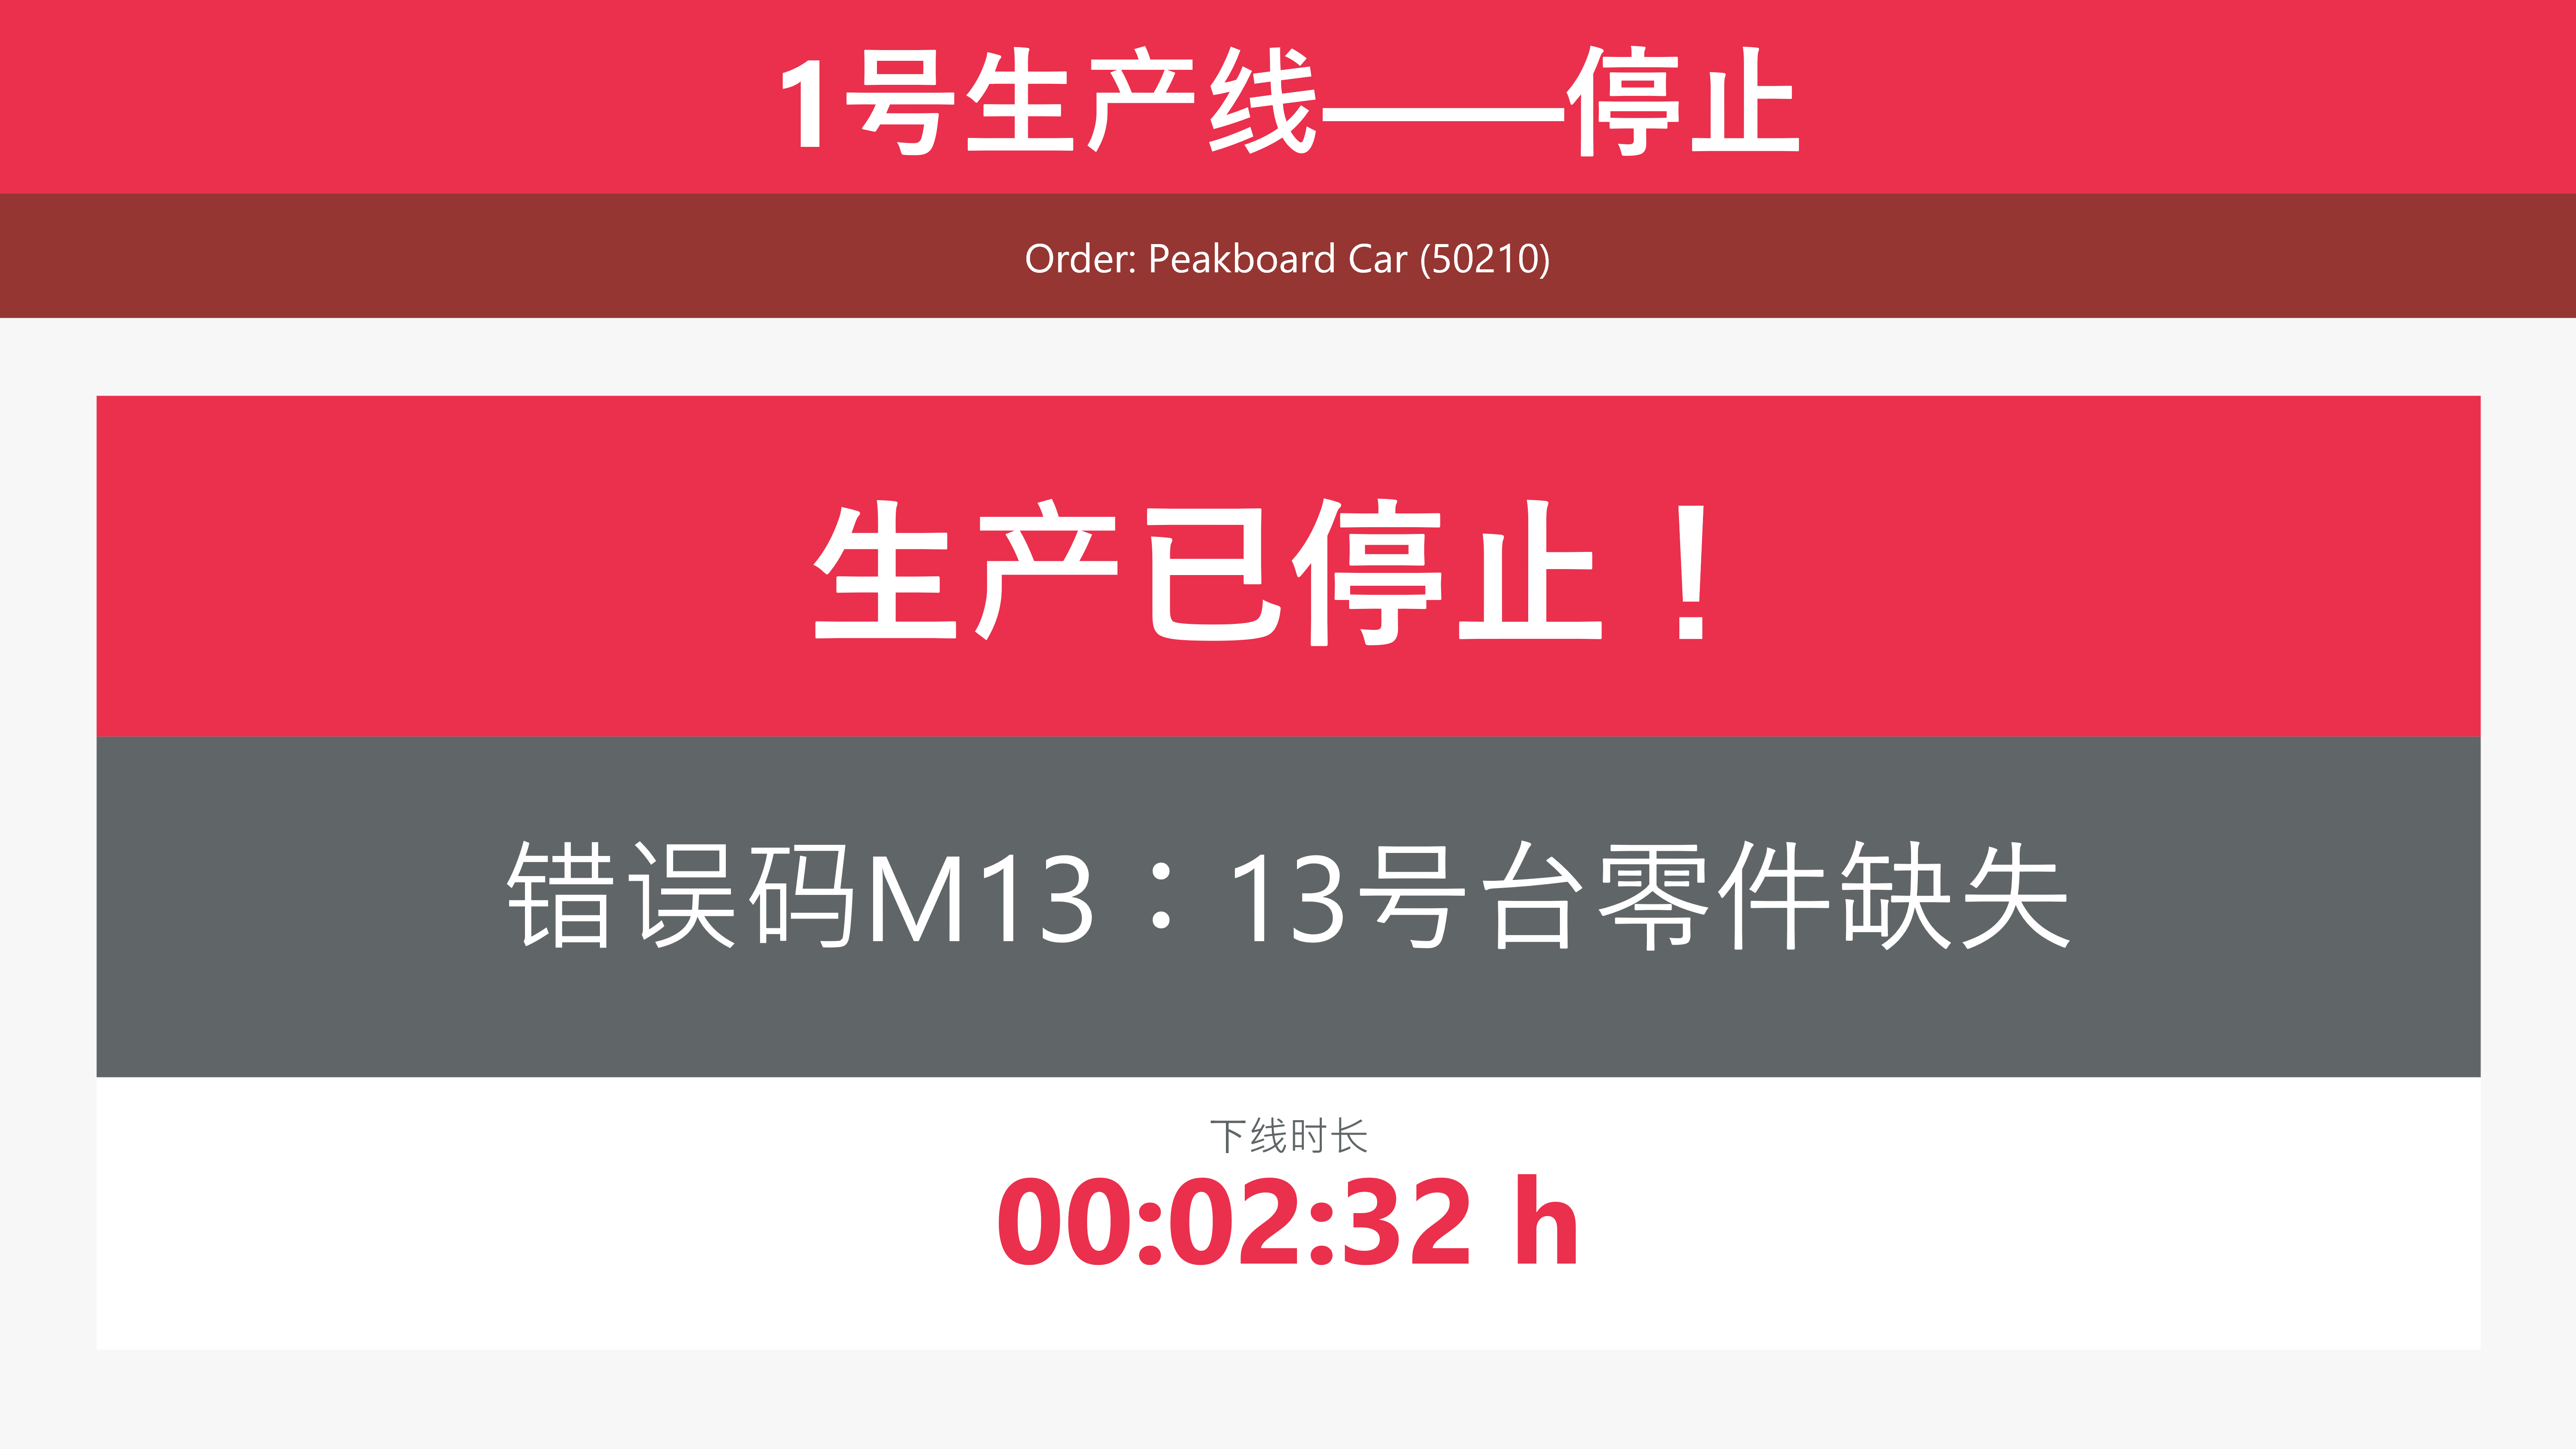 1号生产线——停止
Order: Peakboard Car (50210)
生产已停止！
错误码M13：13号台零件缺失
下线时长
00:02:32 h